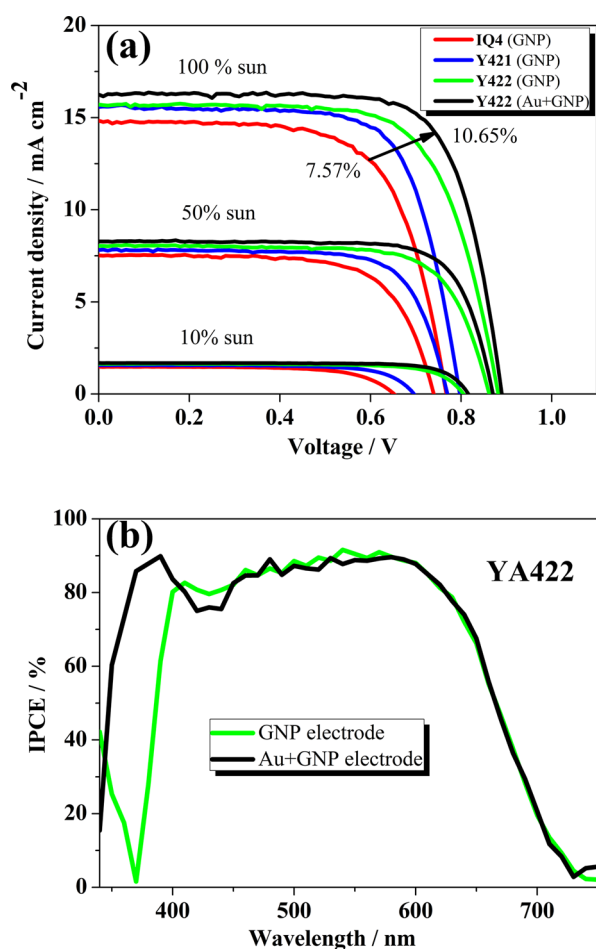 (a)
IQ4 (GNP)
Y421 (GNP)
Y422 (GNP)
Y422 (Au+GNP)
100 % sun
10.65%
7.57%
50% sun
10% sun
Current density / mA cm-2
20
15
10
5
0
0.0 0.2 0.4 0.6 0.8 1.0
Voltage / V
(b)
YA422
GNP electrode
Au+GNP electrode
IPCE / %
100
80
60
40
20
0
400 500 600 700
Wavelength / nm